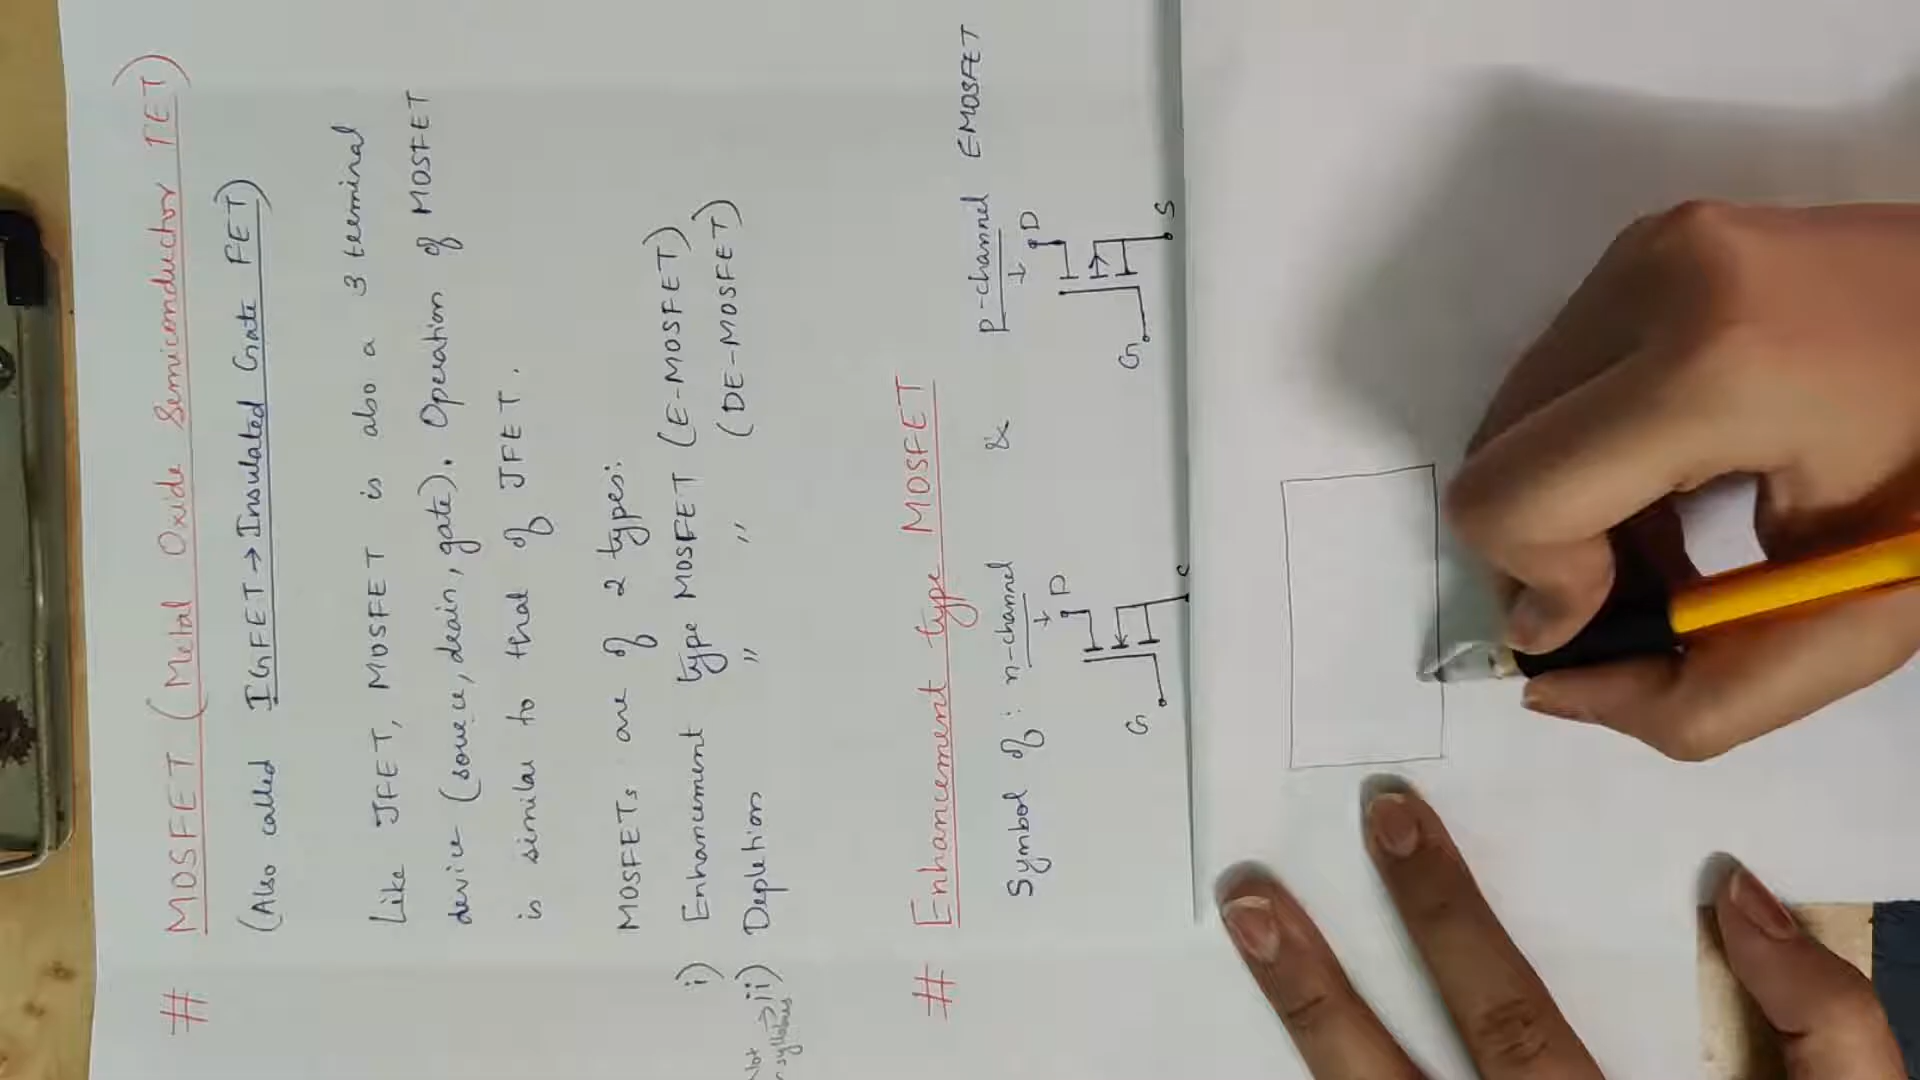 # MOSFET (Metal Oxide Semiconductor FET)
(Also called IGFET → Insulated Gate FET)
Like JFET, MOSFET is also a 3 terminal
device (source, drain, gate). Operation of MOSFET
is similar to that of JFET.
MOSFETs are of 2 types:
i) Enhancement type MOSFET (E-MOSFET)
Not syllabus → ii) Depletion " " (DE-MOSFET)
# Enhancement type MOSFET
Symbol of: n-channel & p-channel EMOSFET
↓ ↓
D D
G G
S S